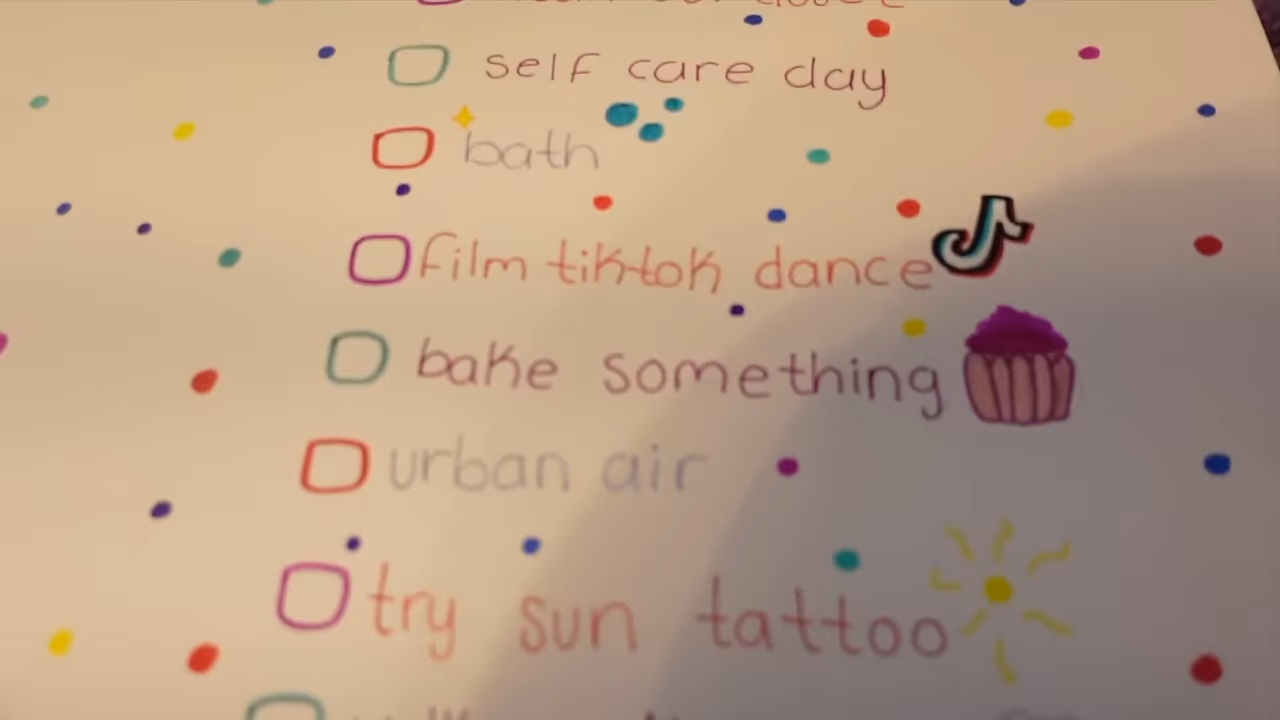 self care day
bath
film tiktok dance
bake something
urban air
try sun tattoo